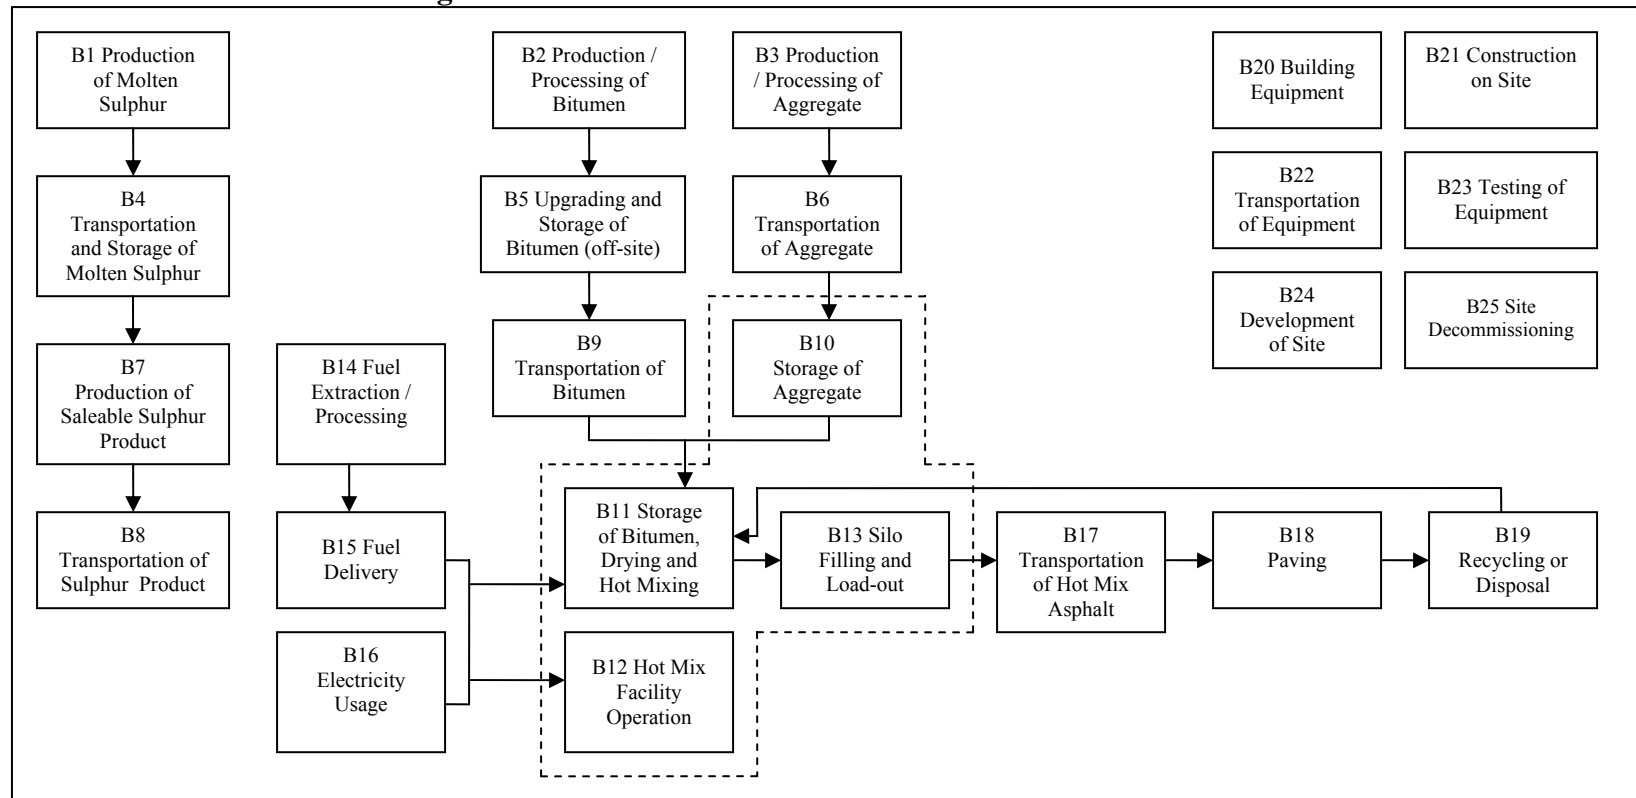 B1 Production
of Molten
Sulphur
B2 Production /
Processing of
Bitumen
B3 Production
/ Processing of
Aggregate
B20 Building
Equipment
B21 Construction
on Site
B4
Transportation
and Storage of
Molten Sulphur
B5 Upgrading and
Storage of
Bitumen (off-site)
B6
Transportation
of Aggregate
B22
Transportation
of Equipment
B23 Testing of
Equipment
B7
Production of
Saleable Sulphur
Product
B14 Fuel
Extraction /
Processing
B9
Transportation of
Bitumen
B10
Storage of
Aggregate
B24
Development
of Site
B25 Site
Decommissioning
B8
Transportation of
Sulphur Product
B15 Fuel
Delivery
B11 Storage
of Bitumen,
Drying and
Hot Mixing
B13 Silo
Filling and
Load-out
B17
Transportation
of Hot Mix
Asphalt
B18
Paving
B19
Recycling or
Disposal
B16
Electricity
Usage
B12 Hot Mix
Facility
Operation